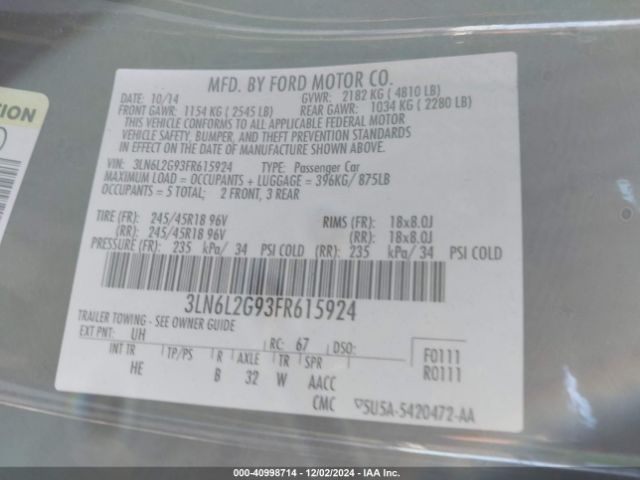 MFD. BY FORD MOTOR CO.
DATE: 10/14 GVWR: 2182 KG ( 4810 LB)
FRONT GAWR: 1154 KG ( 2545 LB) REAR GAWR: 1034 KG ( 2280 LB)
THIS VEHICLE CONFORMS TO ALL APPLICABLE FEDERAL MOTOR
VEHICLE SAFETY, BUMPER, AND THEFT PREVENTION STANDARDS
IN EFFECT ON THE DATE OF MANUFACTURE SHOWN ABOVE.
VIN: 3LN6L2G93FR615924 TYPE: Passenger Car
MAXIMUM LOAD = OCCUPANTS + LUGGAGE = 396KG/ 875LB
OCCUPANTS = 5 TOTAL; 2 FRONT, 3 REAR
TIRE (FR): 245/45R18 96V RIMS (FR): 18x8.0J
(RR): 245/45R18 96V (RR): 18x8.0J
PRESSURE (FR): 235 kPa/ 34 PSI COLD (RR): 235 kPa/ 34 PSI COLD
3LN6L2G93FR615924
TRAILER TOWING - SEE OWNER GUIDE
EXT PNT: UH RC: 67 DSO: F0111
INT TR TP/PS R AXLE TR SPR R0111
HE B 32 W AACC
CMC 5U5A-5420472-AA
TION
000-40998714 - 12/02/2024 - IAA Inc.